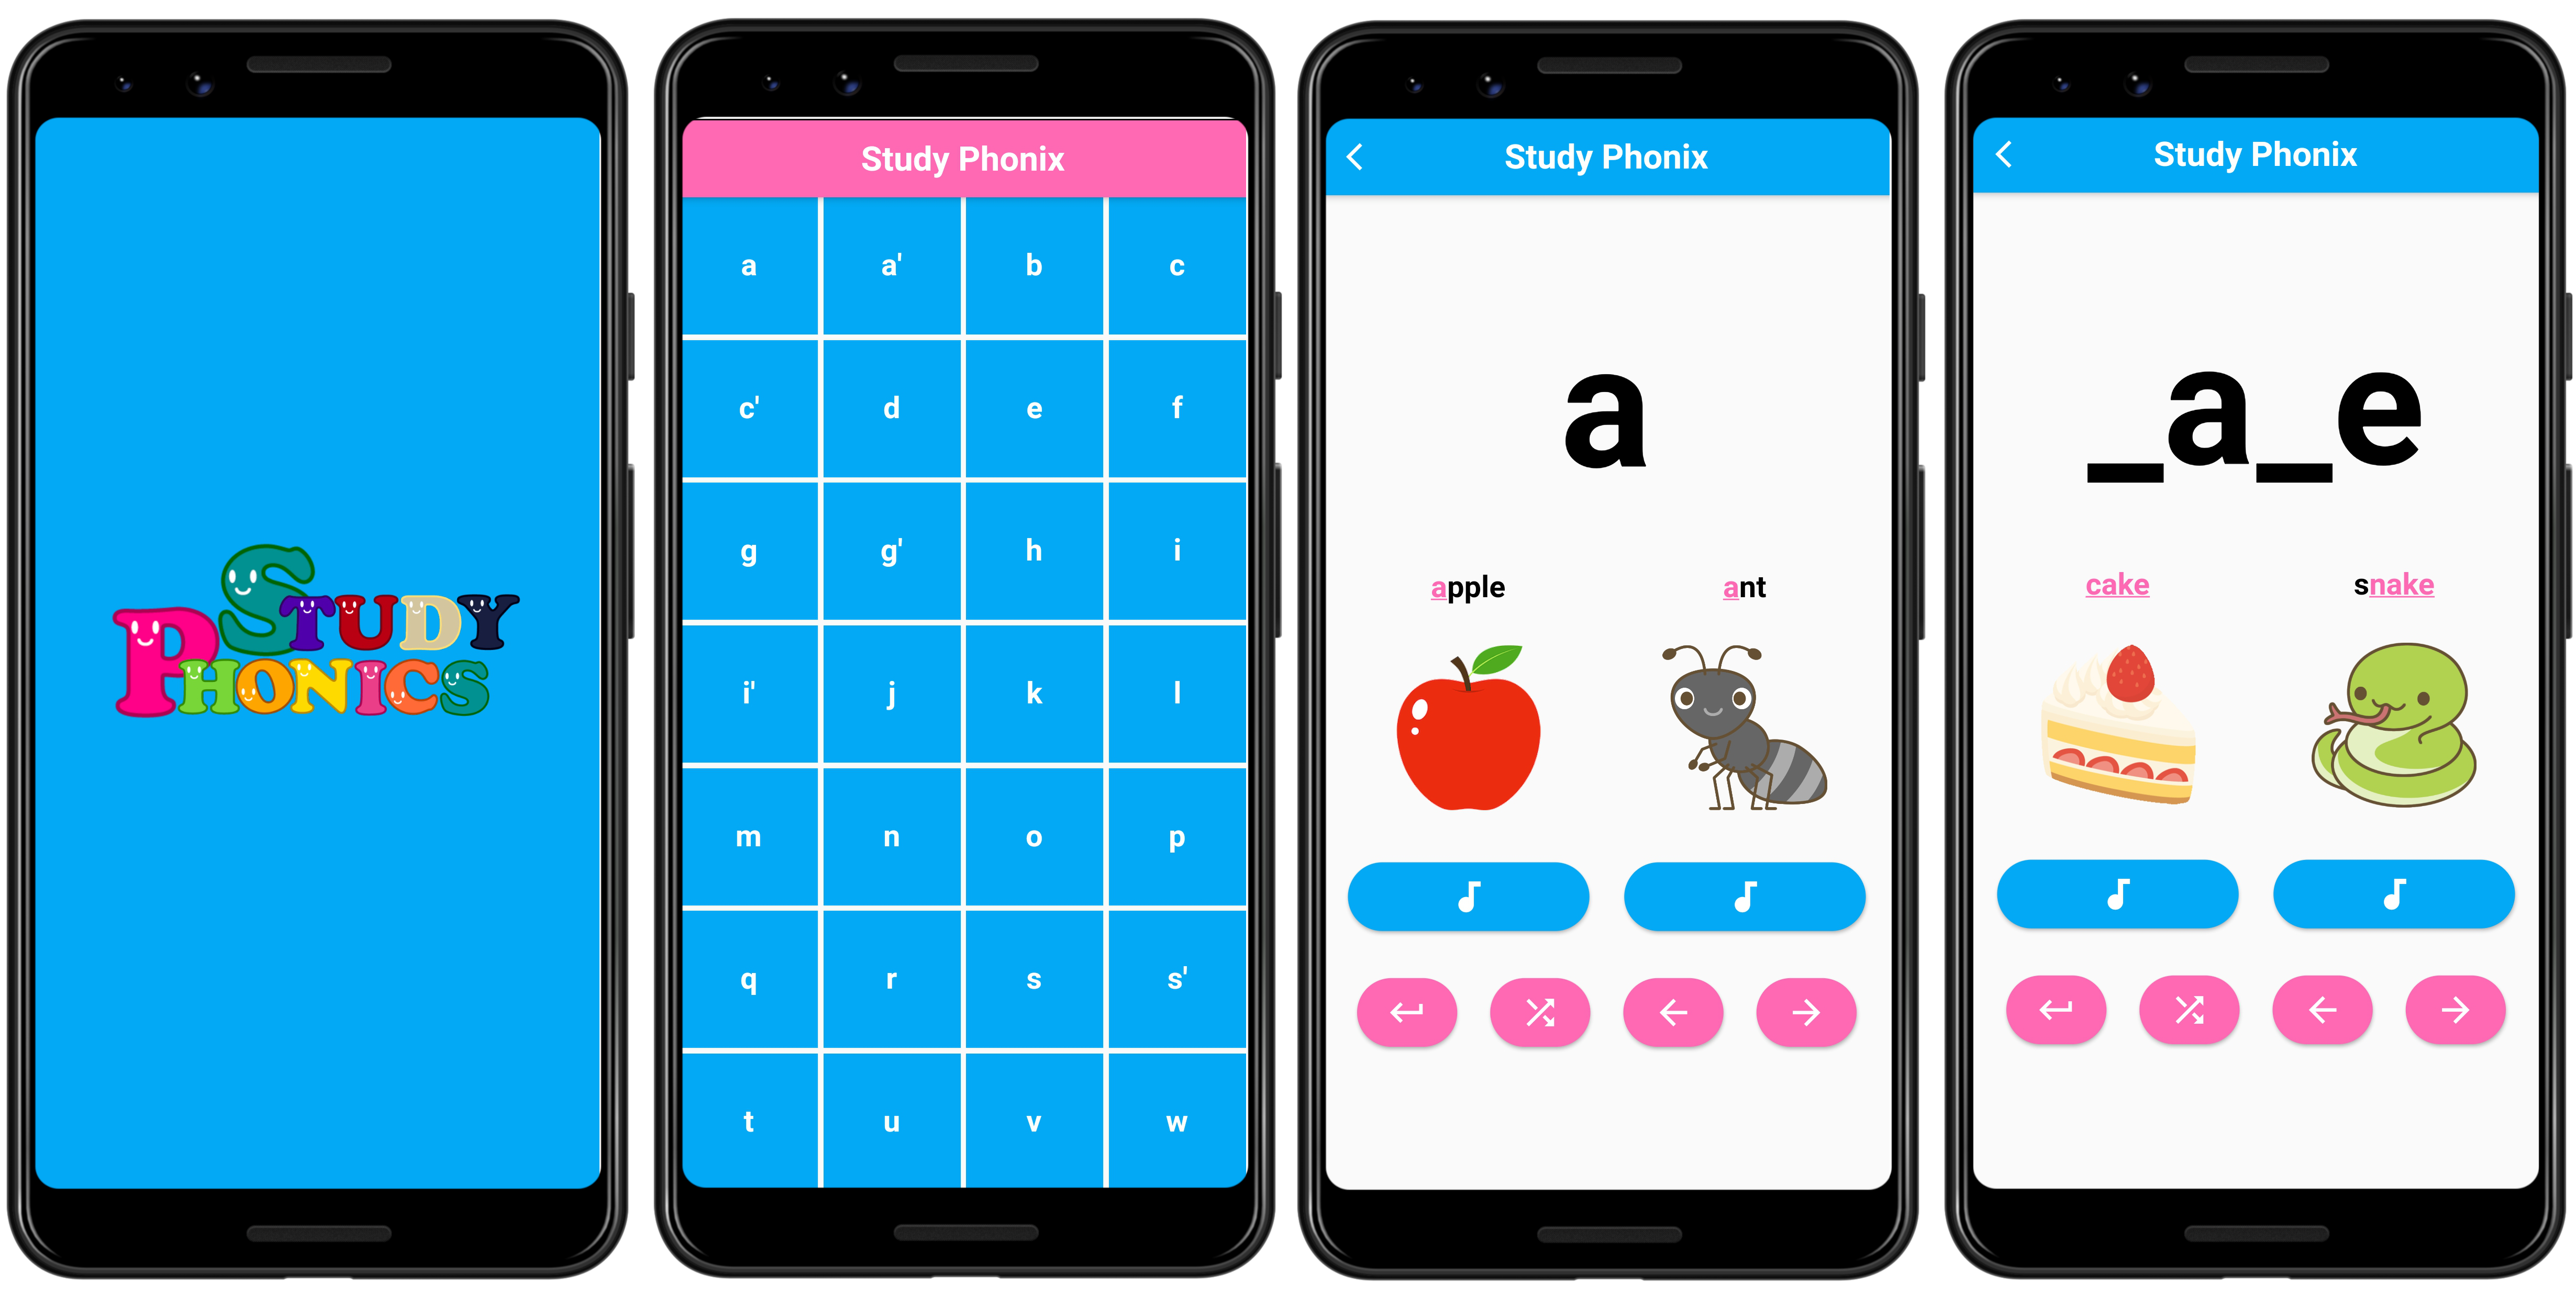 STUDY
PHONICS
Study Phonix
a a' b c
c' d e f
g g' h i
i' j k l
m n o p
q r s s'
t u v w
Study Phonix
a
apple ant
Study Phonix
_a_e
cake snake